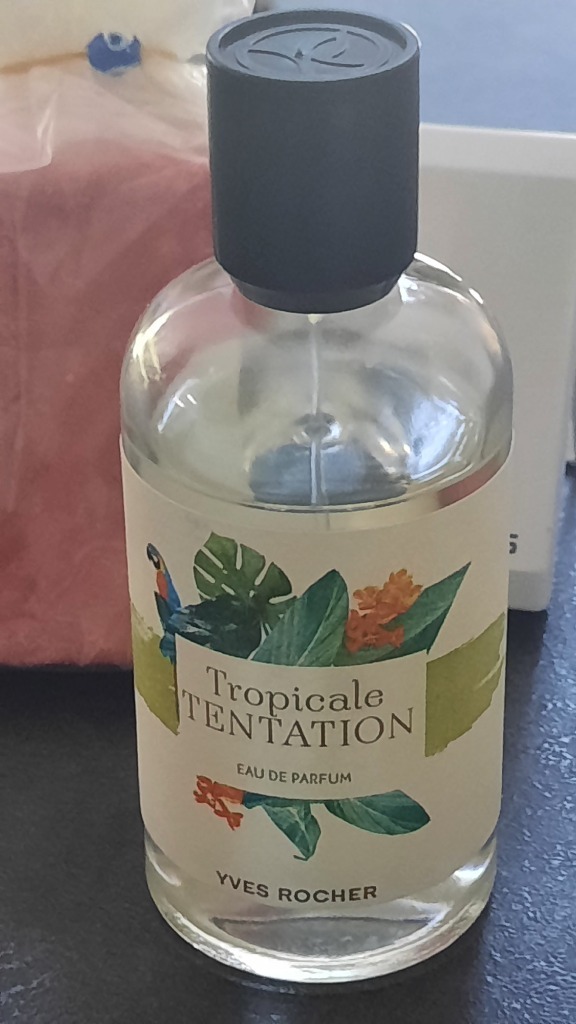 Tropicale
TENTATION
EAU DE PARFUM
YVES ROCHER